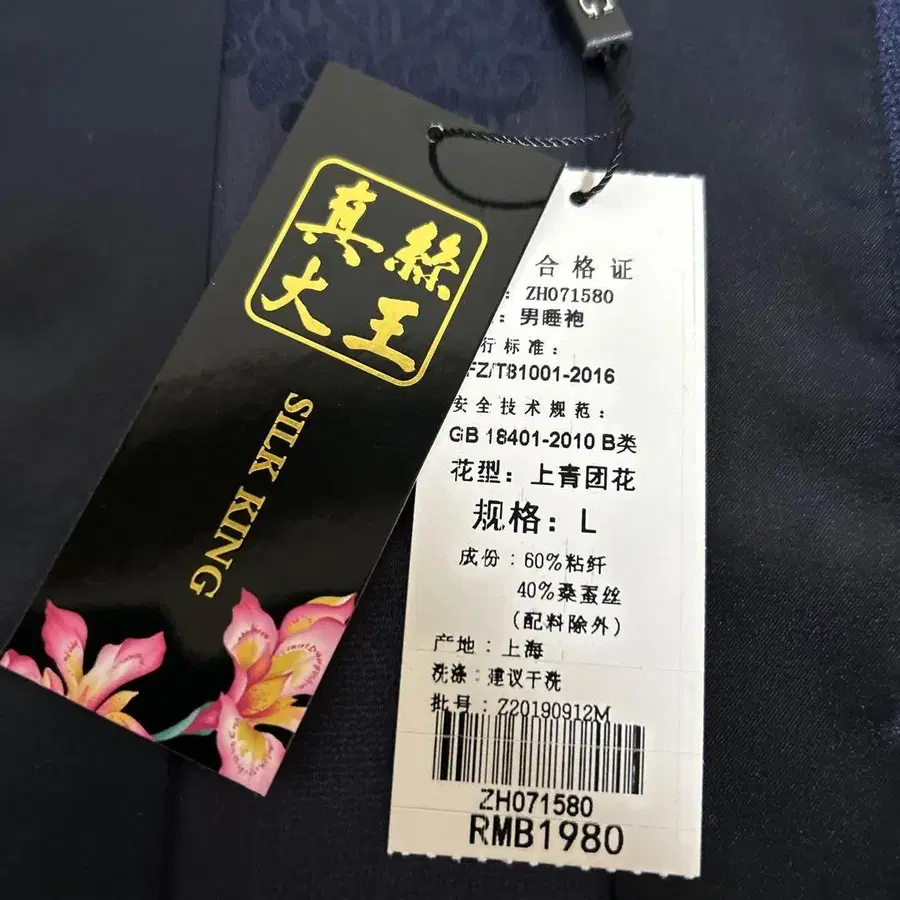 G
真絲
大王
SILK KING
合格证
: ZH071580
: 男睡袍
行标准:
FZ/T81001-2016
安全技术规范:
GB 18401-2010 B类
花型: 上青团花
规格: L
成份: 60%粘纤
40%桑蚕丝
(配料除外)
产地: 上海
洗涤: 建议干洗
批号: Z20190912M
ZH071580
RMB1980